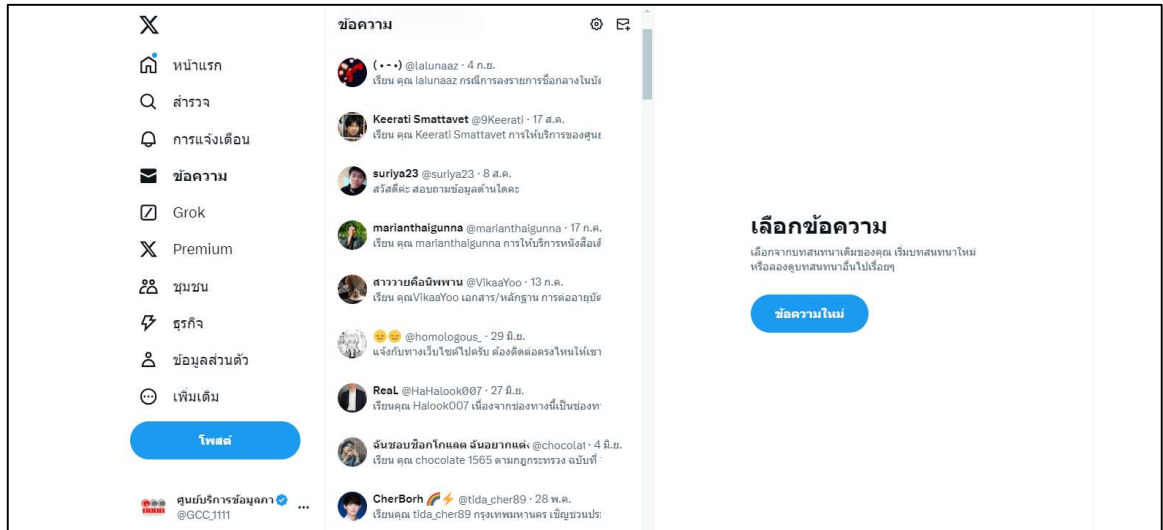 หน้าแรก
สำรวจ
การแจ้งเตือน
ข้อความ
Grok
Premium
ชุมชน
ธุรกิจ
ข้อมูลส่วนตัว
เพิ่มเติม
โพสต์
ศูนย์บริการข้อมูลภา
@GCC_1111
ข้อความ
(•–•) @lalunaaz · 4 ก.ย.
เรียน คุณ lalunaaz กรณีการลงรายการชื่อกลางในบัต
Keerati Smattavet @9Keerati · 17 ส.ค.
เรียน คุณ Keerati Smattavet การให้บริการของศูนย
suriya23 @suriya23 · 8 ส.ค.
สวัสดีค่ะ สอบถามข้อมูลด้านใดคะ
marianthaigunna @marianthaigunna · 17 ก.ค.
เรียน คุณ marianthaigunna การให้บริการหนังสือเดิ
สาววายคือนิพพาน @VikaaYoo · 13 ก.ค.
เรียน คุณVikaaYoo เอกสาร/หลักฐาน การต่ออายุบัต
😑😑 @homologous_ · 29 มิ.ย.
แจ้งกับทางเว็บไซต์ไปครับ ต้องติดต่อตรงไหนให้เขา
ReaL @HaHalook007 · 27 มิ.ย.
เรียนคุณ Halook007 เนื่องจากช่องทางนี้เป็นช่องทา
ฉันชอบช็อกโกแลต ฉันอยากแต่ง @chocolat · 4 มิ.ย.
เรียน คุณ chocolate 1565 ตามกฎกระทรวง ฉบับที่
CherBorh 🌈⚡ @tida_cher89 · 28 พ.ค.
เรียนคุณ tida_cher89 กรุงเทพมหานคร เชิญชวนประ
เลือกข้อความ
เลือกจากบทสนทนาเดิมของคุณ เริ่มบทสนทนาใหม่
หรือลองดูบทสนทนาอื่นไปเรื่อยๆ
ข้อความใหม่